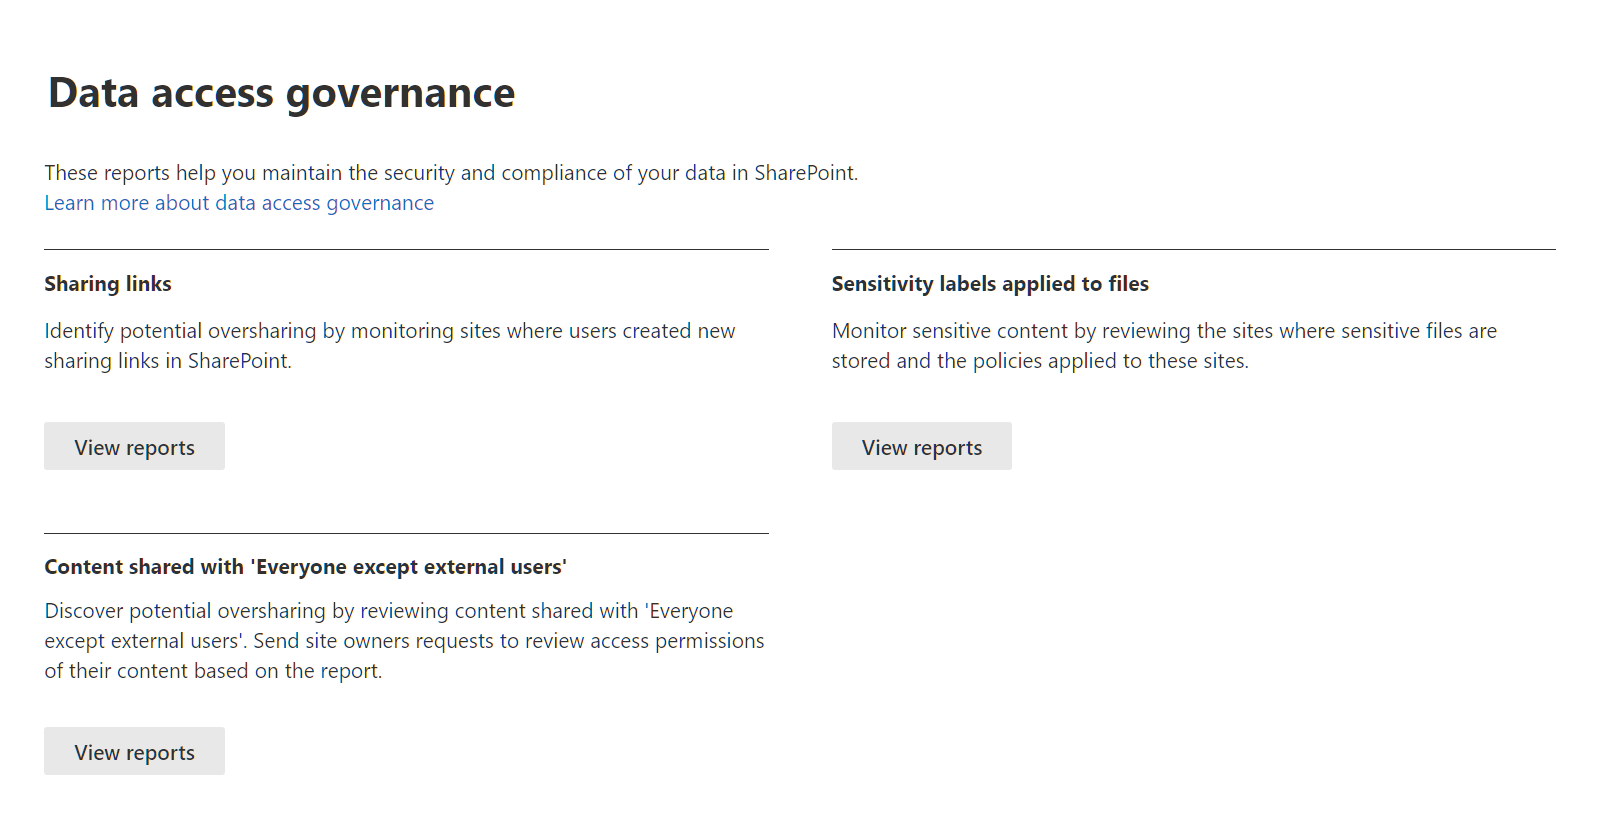 Data access governance
These reports help you maintain the security and compliance of your data in SharePoint.
Learn more about data access governance
Sharing links
Identify potential oversharing by monitoring sites where users created new
sharing links in SharePoint.
View reports
Sensitivity labels applied to files
Monitor sensitive content by reviewing the sites where sensitive files are
stored and the policies applied to these sites.
View reports
Content shared with 'Everyone except external users'
Discover potential oversharing by reviewing content shared with 'Everyone
except external users'. Send site owners requests to review access permissions
of their content based on the report.
View reports